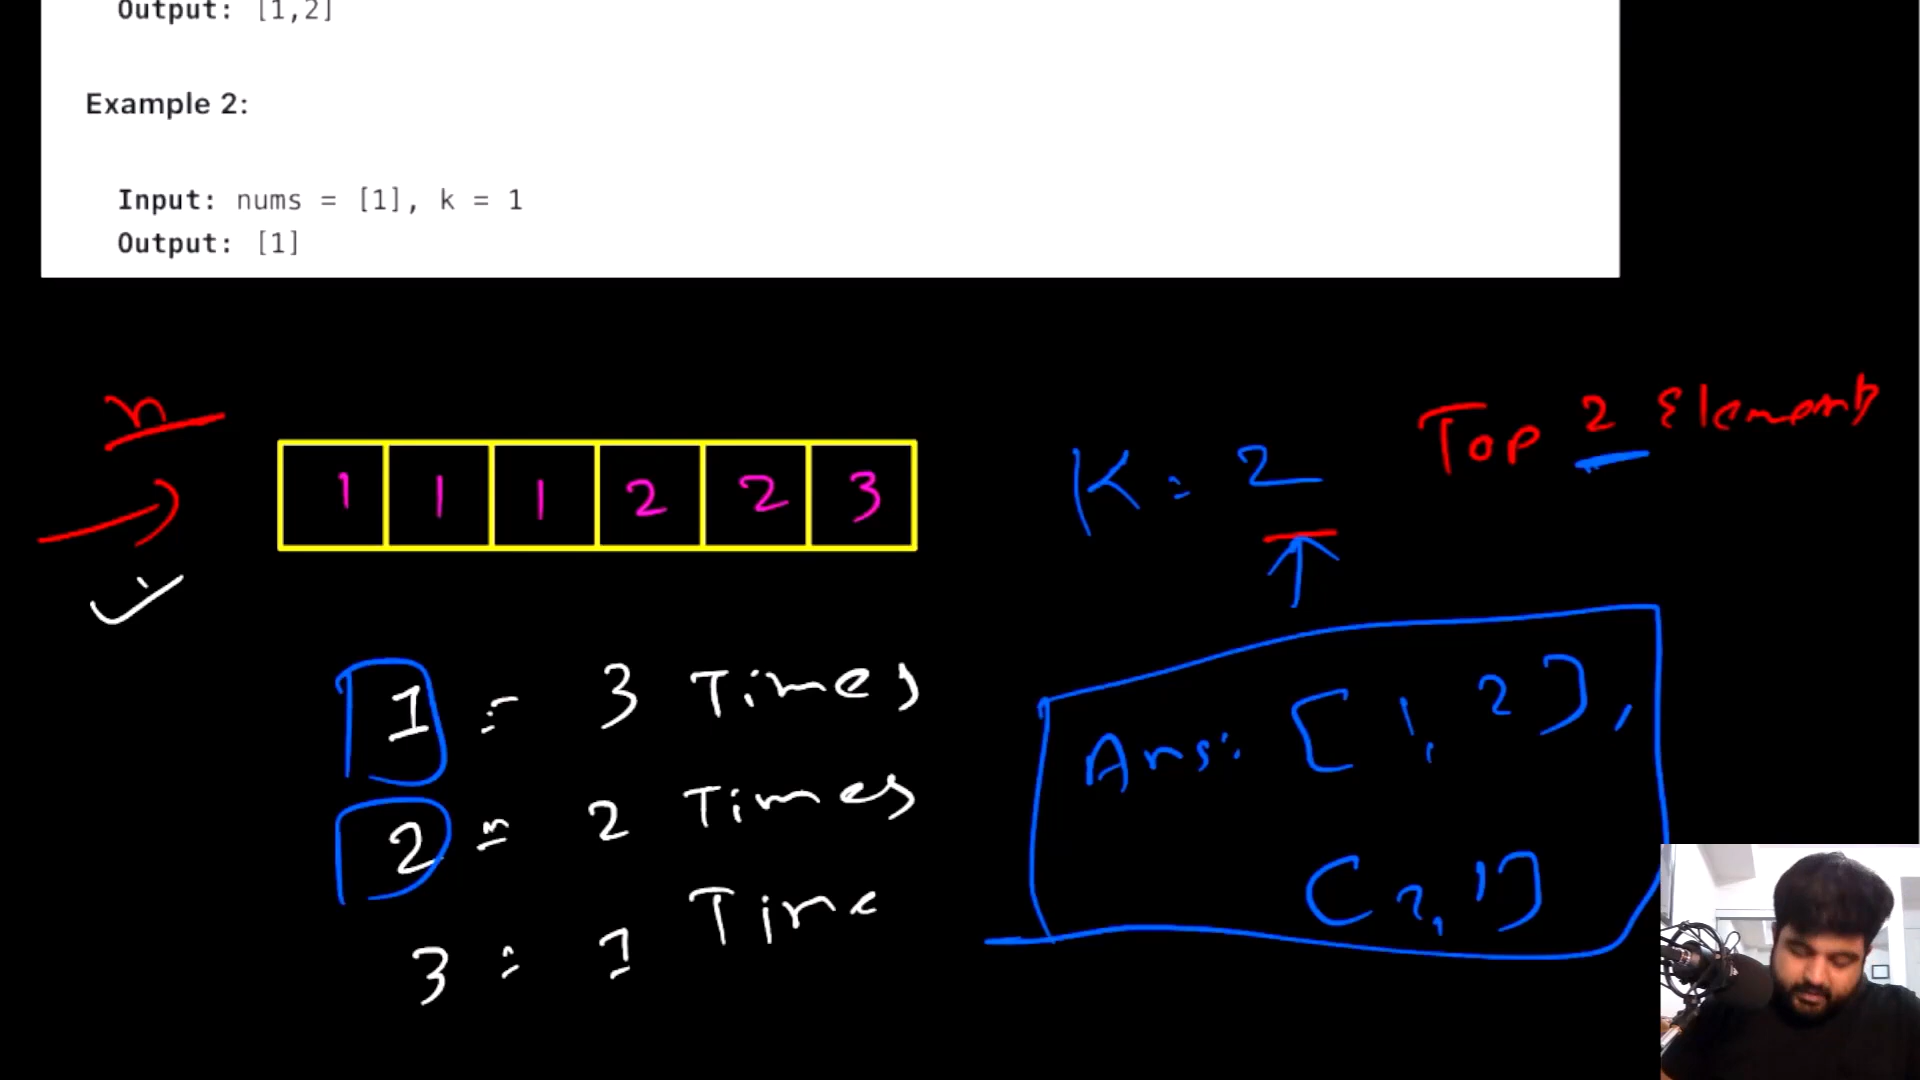 Output: [1,2]
Example 2:
Input: nums = [1], k = 1
Output: [1]
n
1 1 1 2 2 3
K = 2
Top 2 Elements
1 = 3 Times
2 = 2 Times
3 = 1 Time
Ans: [1, 2],
[2, 1]